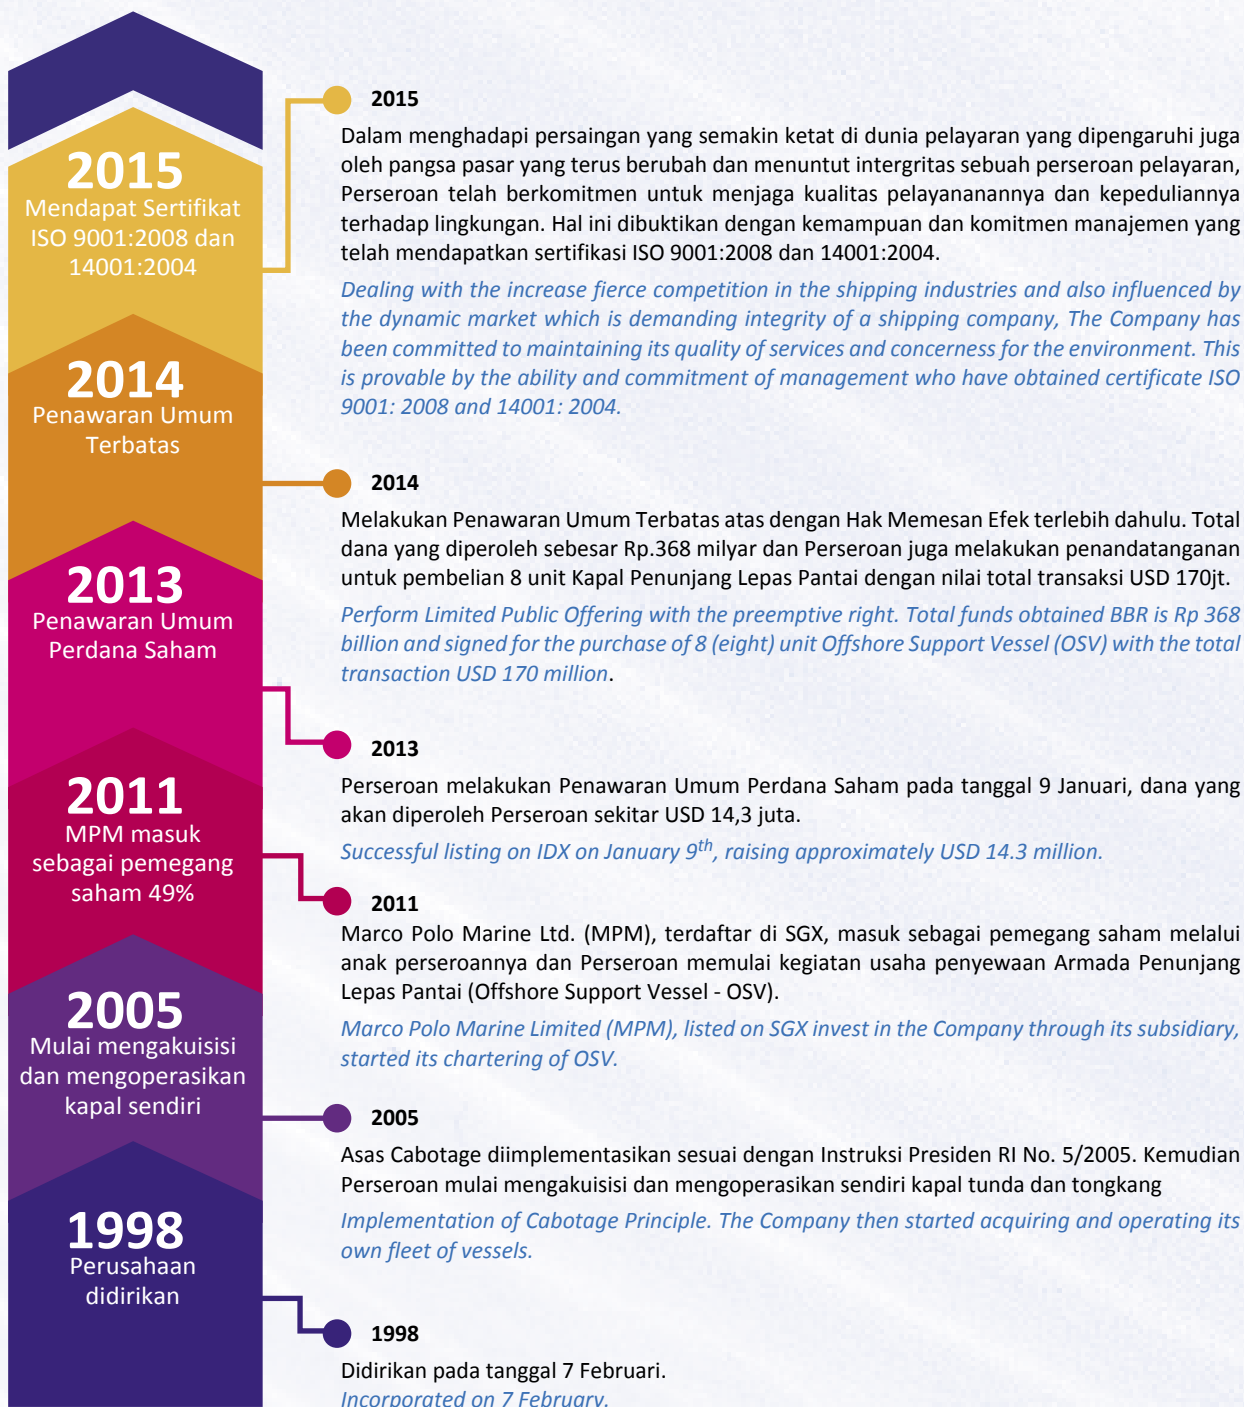 2015
Mendapat Sertifikat
ISO 9001:2008 dan
14001:2004
2014
Penawaran Umum
Terbatas
2013
Penawaran Umum
Perdana Saham
2011
MPM masuk
sebagai pemegang
saham 49%
2005
Mulai mengakuisisi
dan mengoperasikan
kapal sendiri
1998
Perusahaan
didirikan
2015
Dalam menghadapi persaingan yang semakin ketat di dunia pelayaran yang dipengaruhi juga
oleh pangsa pasar yang terus berubah dan menuntut intergritas sebuah perseroan pelayaran,
Perseroan telah berkomitmen untuk menjaga kualitas pelayananannya dan kepeduliannya
terhadap lingkungan. Hal ini dibuktikan dengan kemampuan dan komitmen manajemen yang
telah mendapatkan sertifikasi ISO 9001:2008 dan 14001:2004.
Dealing with the increase fierce competition in the shipping industries and also influenced by
the dynamic market which is demanding integrity of a shipping company, The Company has
been committed to maintaining its quality of services and concerness for the environment. This
is provable by the ability and commitment of management who have obtained certificate ISO
9001: 2008 and 14001: 2004.
2014
Melakukan Penawaran Umum Terbatas atas dengan Hak Memesan Efek terlebih dahulu. Total
dana yang diperoleh sebesar Rp.368 milyar dan Perseroan juga melakukan penandatanganan
untuk pembelian 8 unit Kapal Penunjang Lepas Pantai dengan nilai total transaksi USD 170jt.
Perform Limited Public Offering with the preemptive right. Total funds obtained BBR is Rp 368
billion and signed for the purchase of 8 (eight) unit Offshore Support Vessel (OSV) with the total
transaction USD 170 million.
2013
Perseroan melakukan Penawaran Umum Perdana Saham pada tanggal 9 Januari, dana yang
akan diperoleh Perseroan sekitar USD 14,3 juta.
Successful listing on IDX on January 9th, raising approximately USD 14.3 million.
2011
Marco Polo Marine Ltd. (MPM), terdaftar di SGX, masuk sebagai pemegang saham melalui
anak perseroannya dan Perseroan memulai kegiatan usaha penyewaan Armada Penunjang
Lepas Pantai (Offshore Support Vessel - OSV).
Marco Polo Marine Limited (MPM), listed on SGX invest in the Company through its subsidiary,
started its chartering of OSV.
2005
Asas Cabotage diimplementasikan sesuai dengan Instruksi Presiden RI No. 5/2005. Kemudian
Perseroan mulai mengakuisisi dan mengoperasikan sendiri kapal tunda dan tongkang
Implementation of Cabotage Principle. The Company then started acquiring and operating its
own fleet of vessels.
1998
Didirikan pada tanggal 7 Februari.
Incorporated on 7 February.